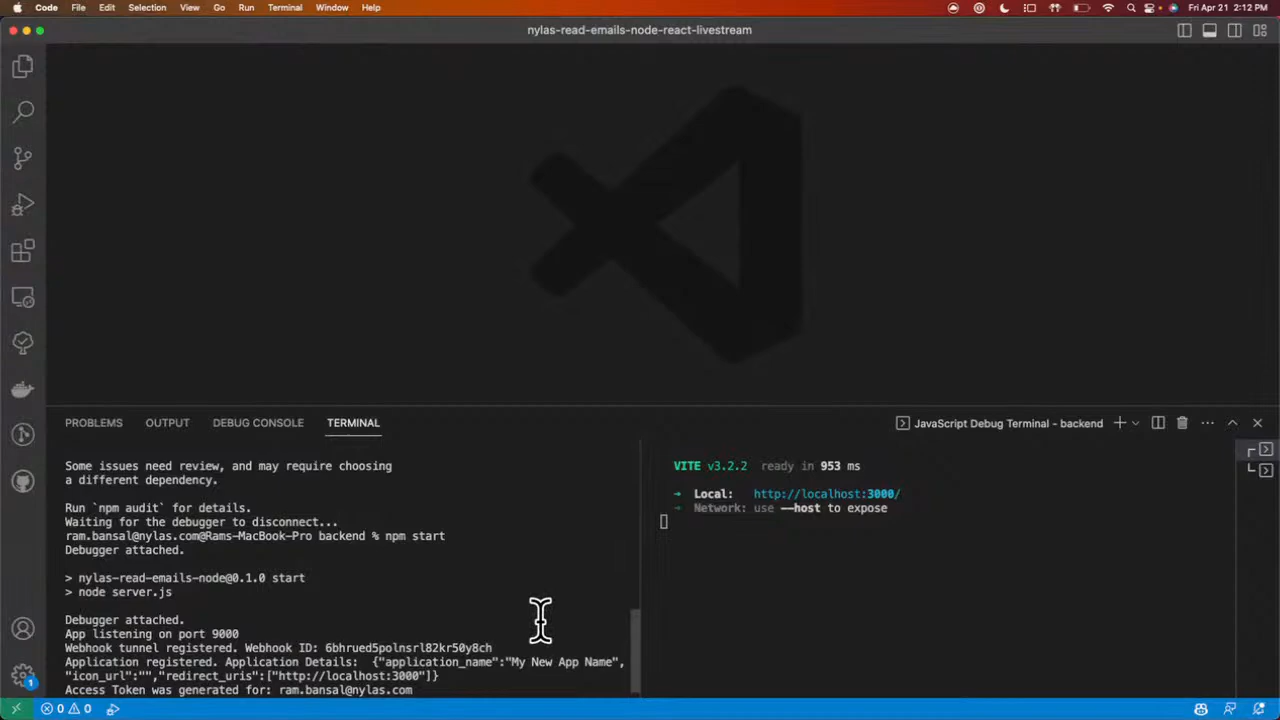 Code File Edit Selection View Go Run Terminal Window Help Fri Apr 21 2:12 PM
nylas-read-emails-node-react-livestream
PROBLEMS OUTPUT DEBUG CONSOLE TERMINAL JavaScript Debug Terminal - backend
Some issues need review, and may require choosing
a different dependency.
Run `npm audit` for details.
Waiting for the debugger to disconnect...
ram.bansal@nylas.com@Rams-MacBook-Pro backend % npm start
Debugger attached.
> nylas-read-emails-node@0.1.0 start
> node server.js
Debugger attached.
App listening on port 9000
Webhook tunnel registered. Webhook ID: 6bhrued5polnsrl82kr50y8ch
Application registered. Application Details:  {"application_name":"My New App Name",
"icon_url":"","redirect_uris":["http://localhost:3000"]}
Access Token was generated for: ram.bansal@nylas.com
VITE v3.2.2 ready in 953 ms
➜ Local: http://localhost:3000/
➜ Network: use --host to expose
1
0 0